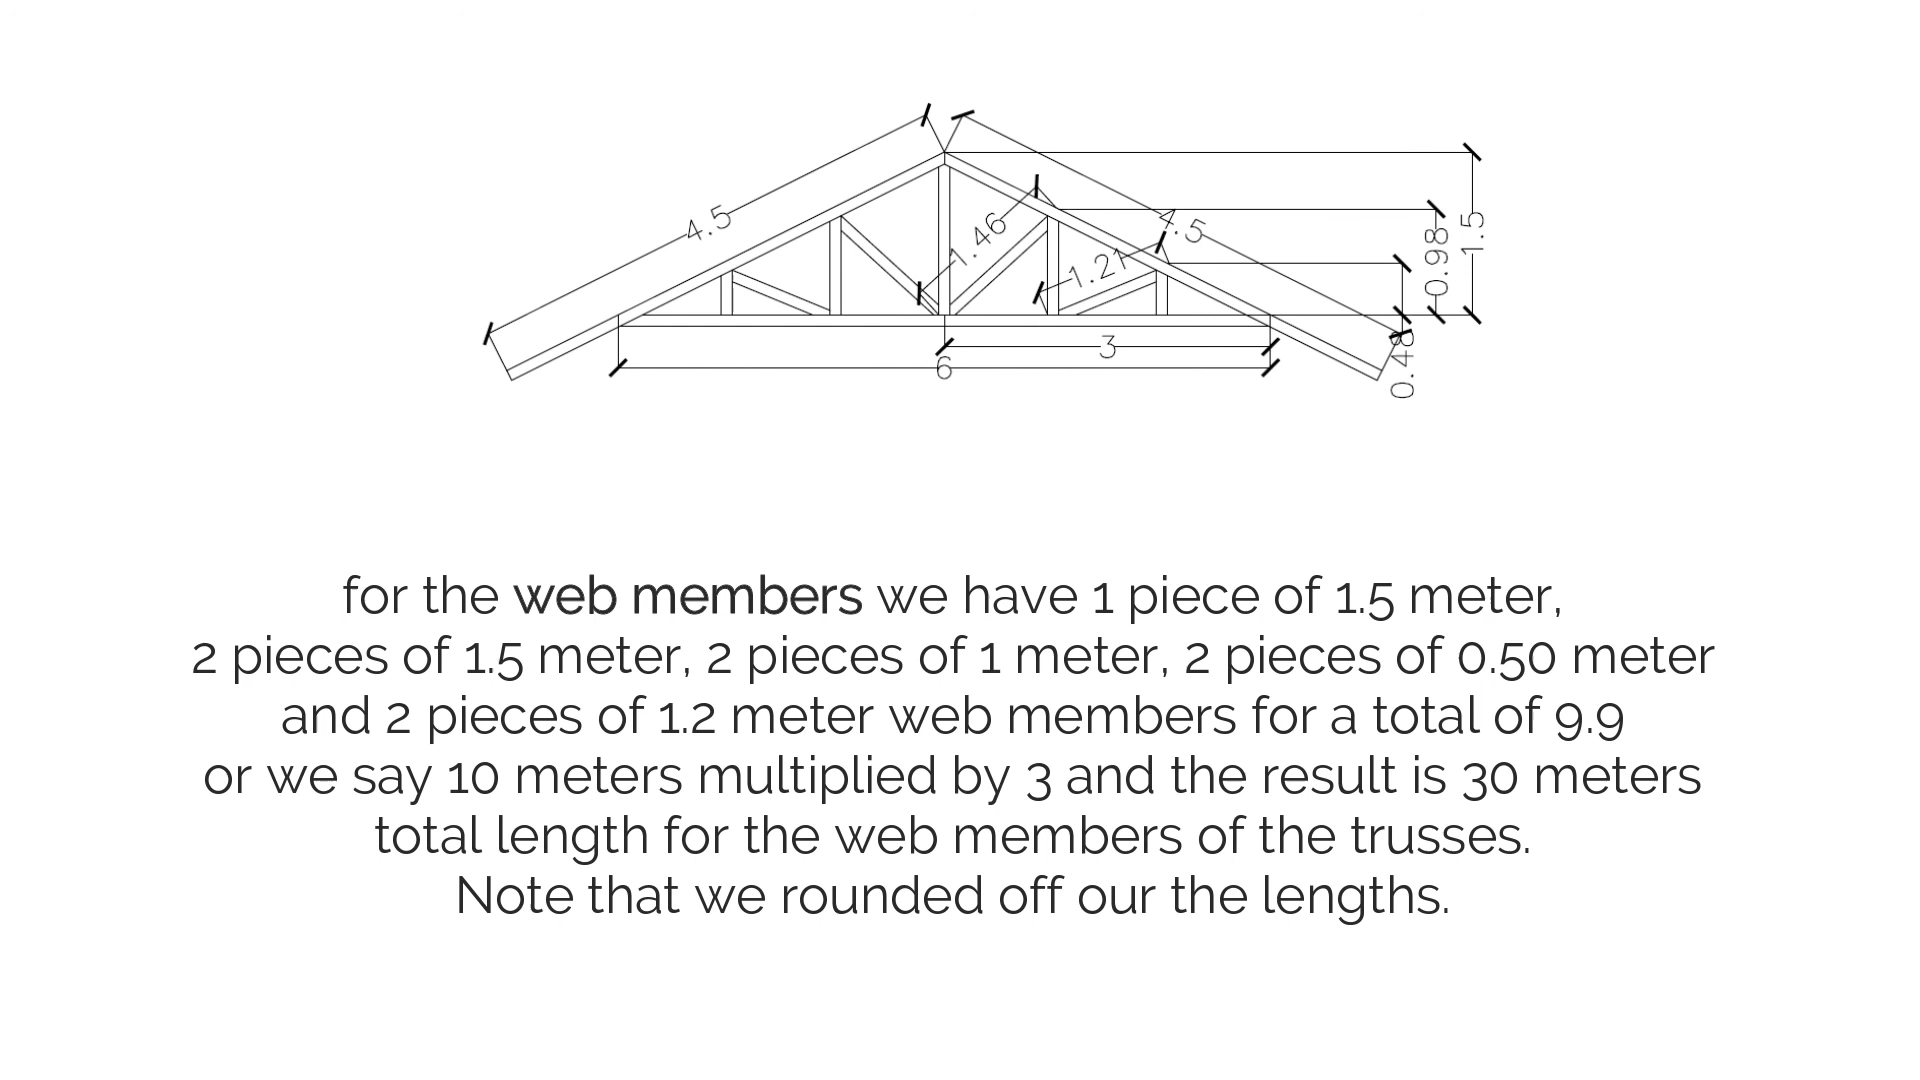 4.5
4.5
1.46
1.21
0.98
1.5
0.48
3
6
for the web members we have 1 piece of 1.5 meter,
2 pieces of 1.5 meter, 2 pieces of 1 meter, 2 pieces of 0.50 meter
and 2 pieces of 1.2 meter web members for a total of 9.9
or we say 10 meters multiplied by 3 and the result is 30 meters
total length for the web members of the trusses.
Note that we rounded off our the lengths.